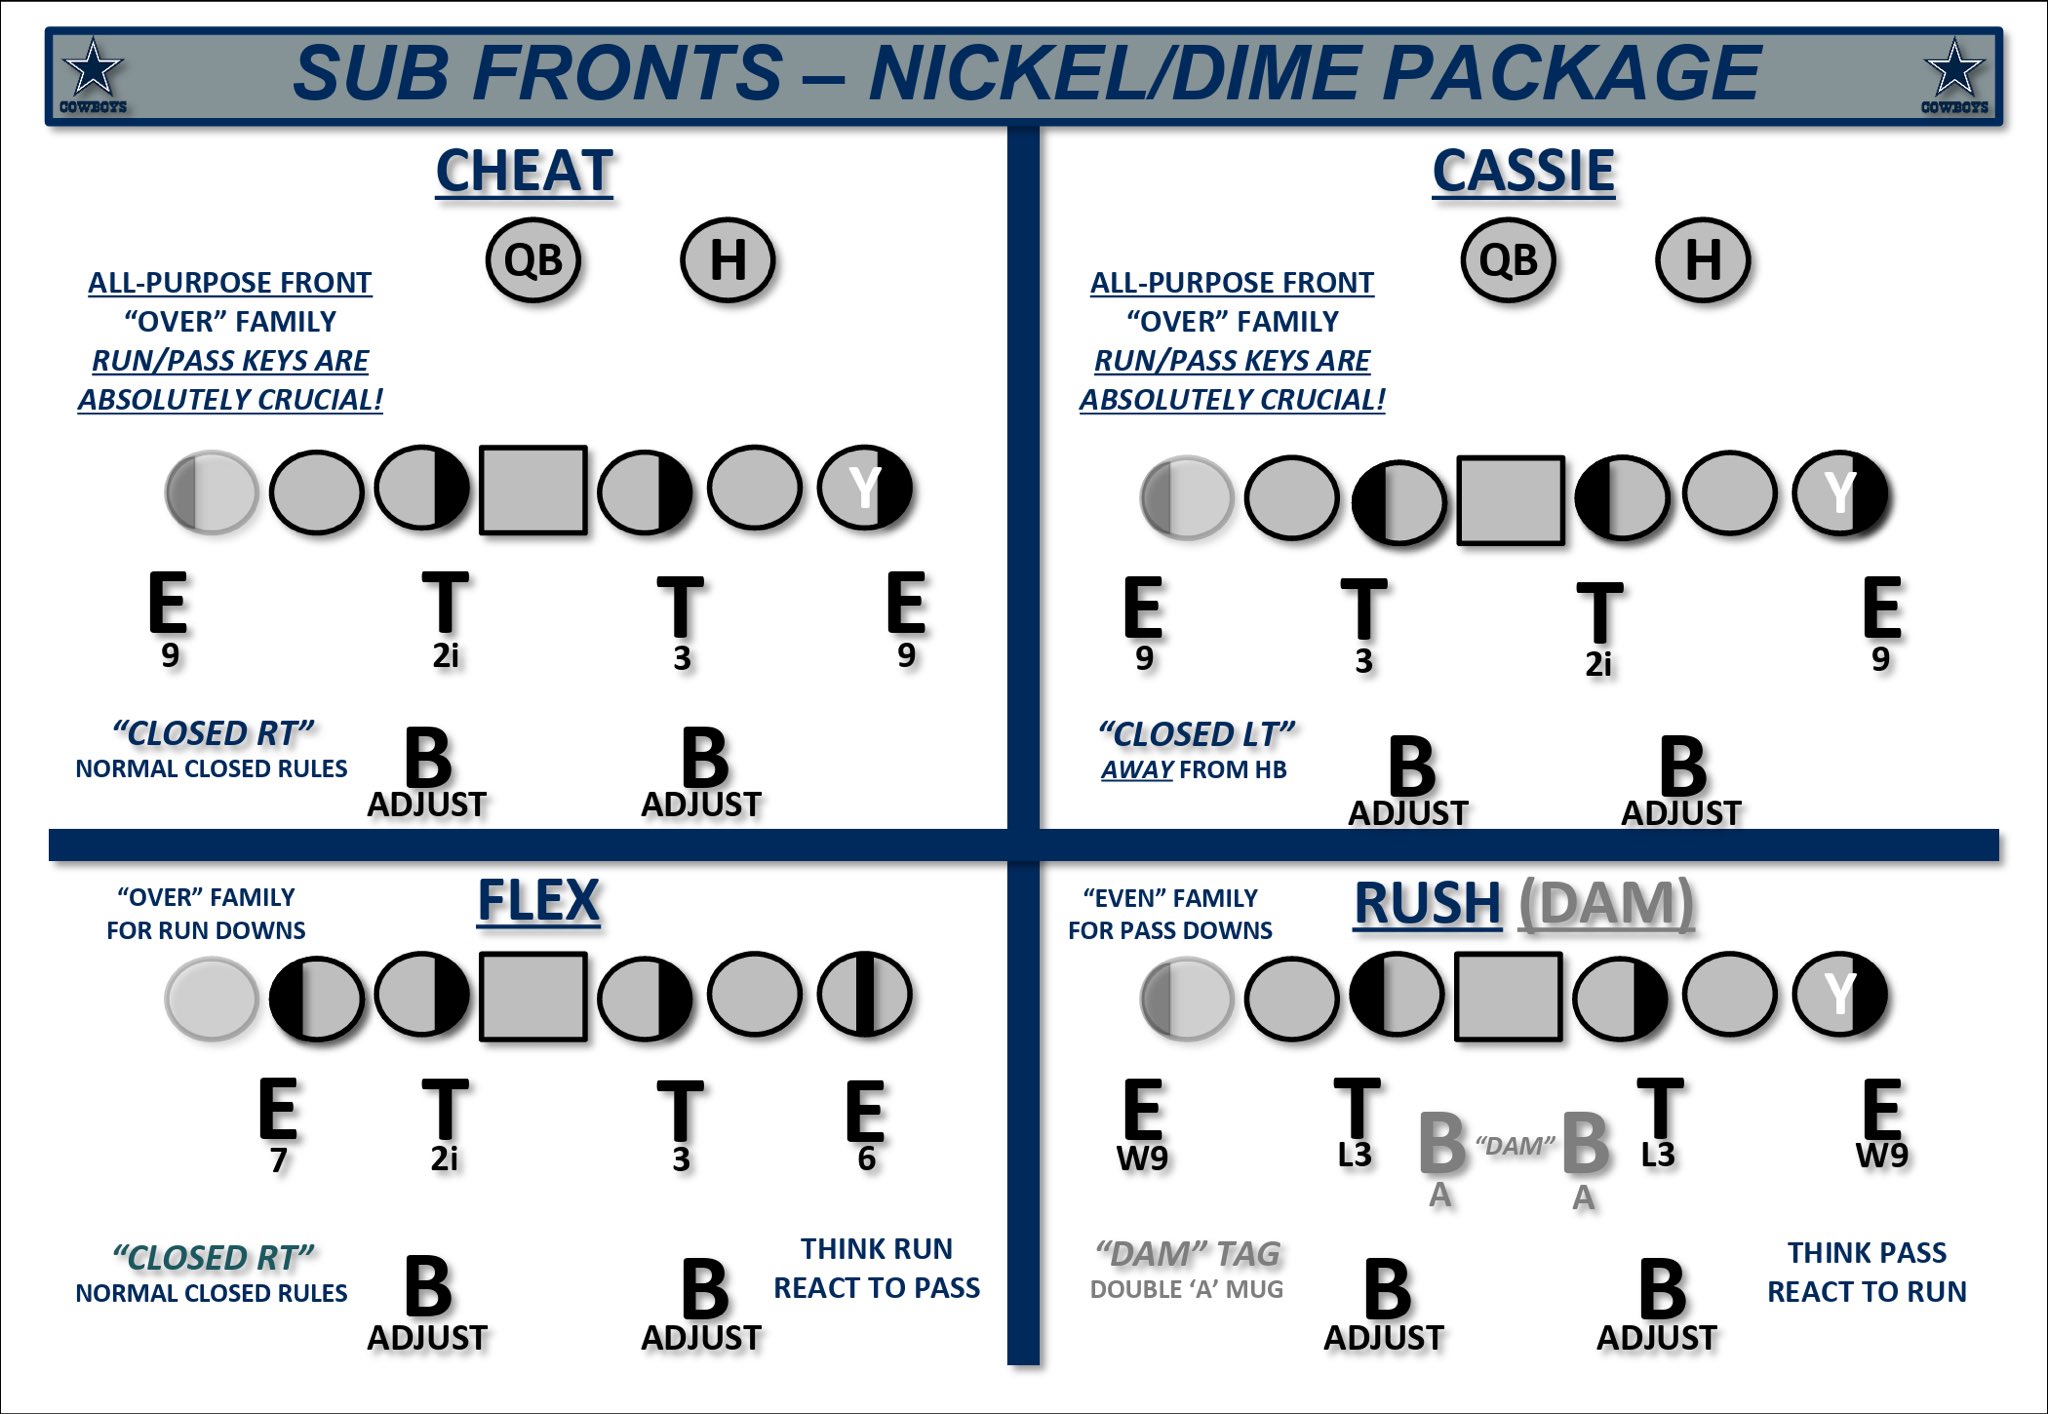 SUB FRONTS – NICKEL/DIME PACKAGE
COWBOYS
COWBOYS
CHEAT
QB H
ALL-PURPOSE FRONT
“OVER” FAMILY
RUN/PASS KEYS ARE
ABSOLUTELY CRUCIAL!
Y
E T T E
9 2i 3 9
“CLOSED RT”
NORMAL CLOSED RULES
B B
ADJUST ADJUST
CASSIE
QB H
ALL-PURPOSE FRONT
“OVER” FAMILY
RUN/PASS KEYS ARE
ABSOLUTELY CRUCIAL!
Y
E T T E
9 3 2i 9
“CLOSED LT”
AWAY FROM HB
B B
ADJUST ADJUST
FLEX
“OVER” FAMILY
FOR RUN DOWNS
E T T E
7 2i 3 6
“CLOSED RT”
NORMAL CLOSED RULES
B B
ADJUST ADJUST
THINK RUN
REACT TO PASS
RUSH (DAM)
“EVEN” FAMILY
FOR PASS DOWNS
Y
E T T E
W9 L3 L3 W9
B “DAM” B
A A
“DAM” TAG
DOUBLE ‘A’ MUG
B B
ADJUST ADJUST
THINK PASS
REACT TO RUN